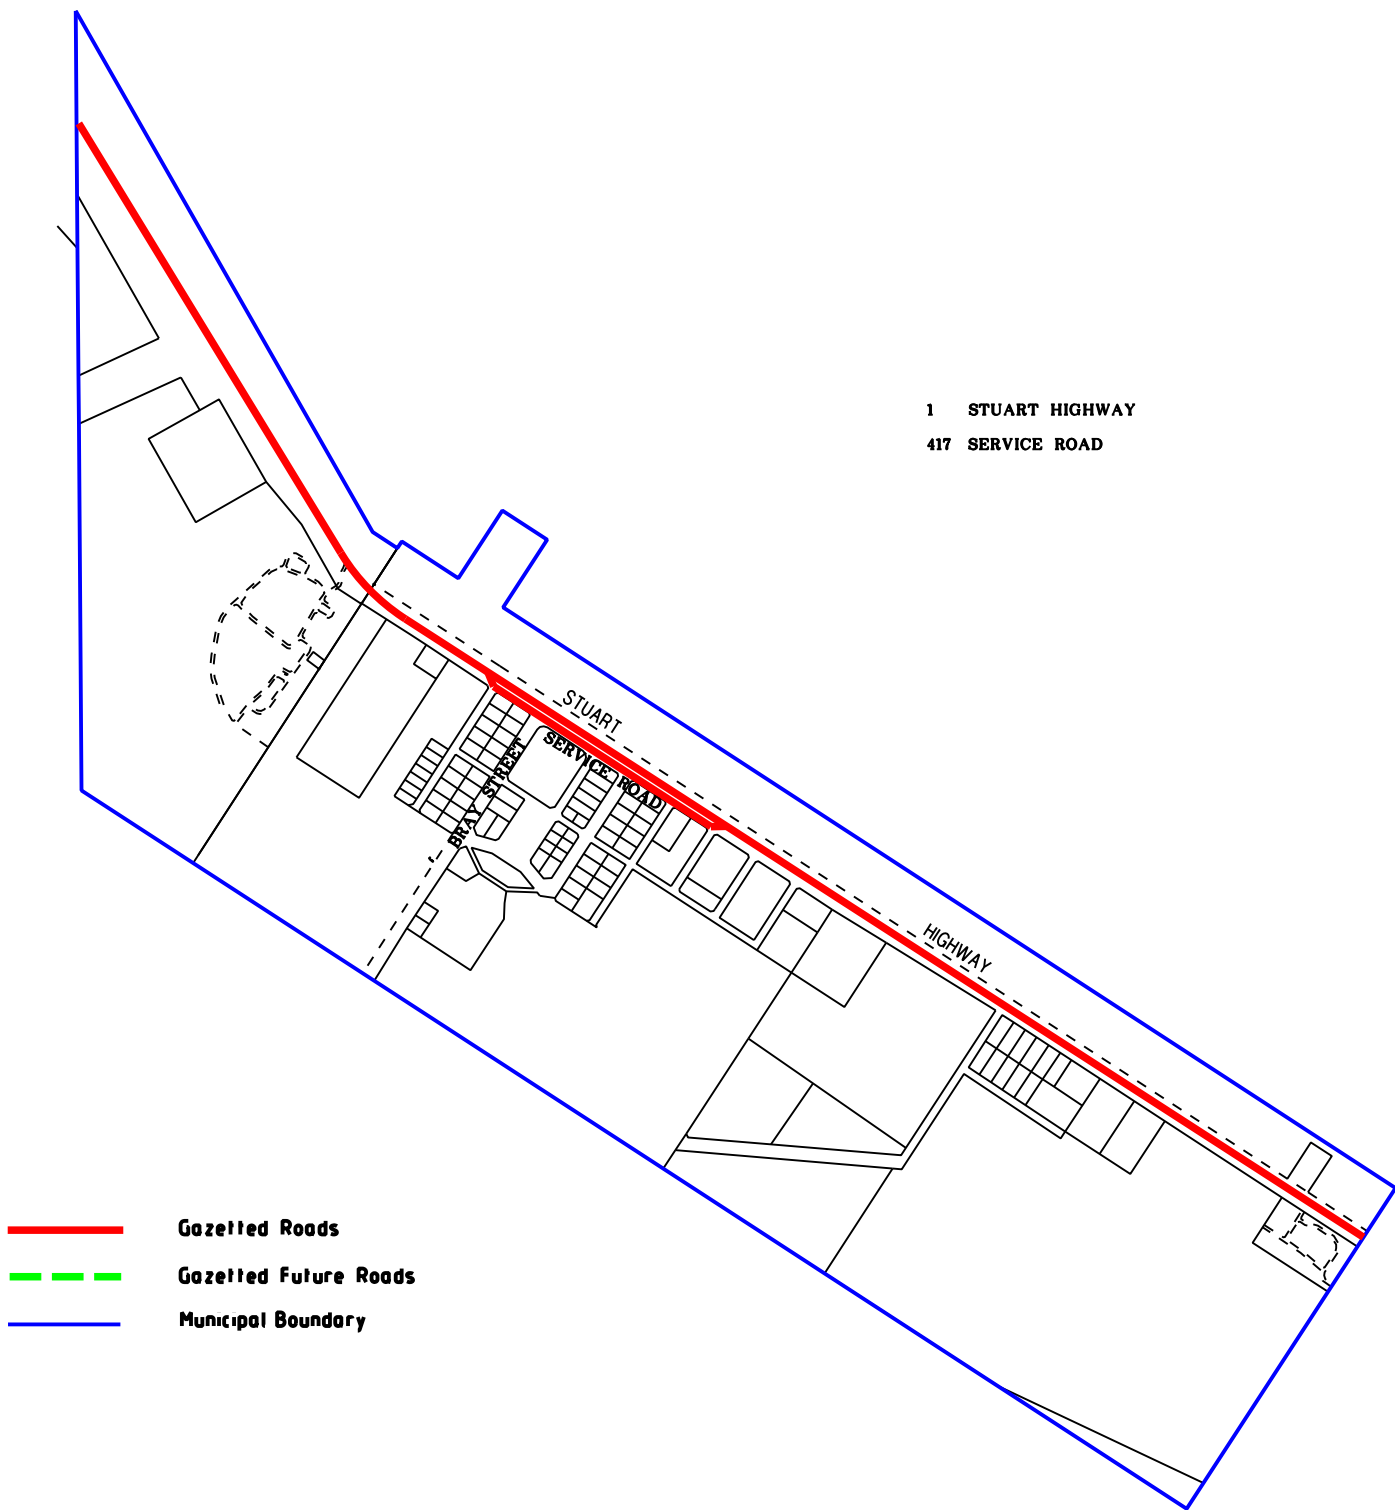 1 STUART HIGHWAY
417 SERVICE ROAD
STUART
SERVICE ROAD
BRAY STREET
HIGHWAY
Gazetted Roads
Gazetted Future Roads
Municipal Boundary